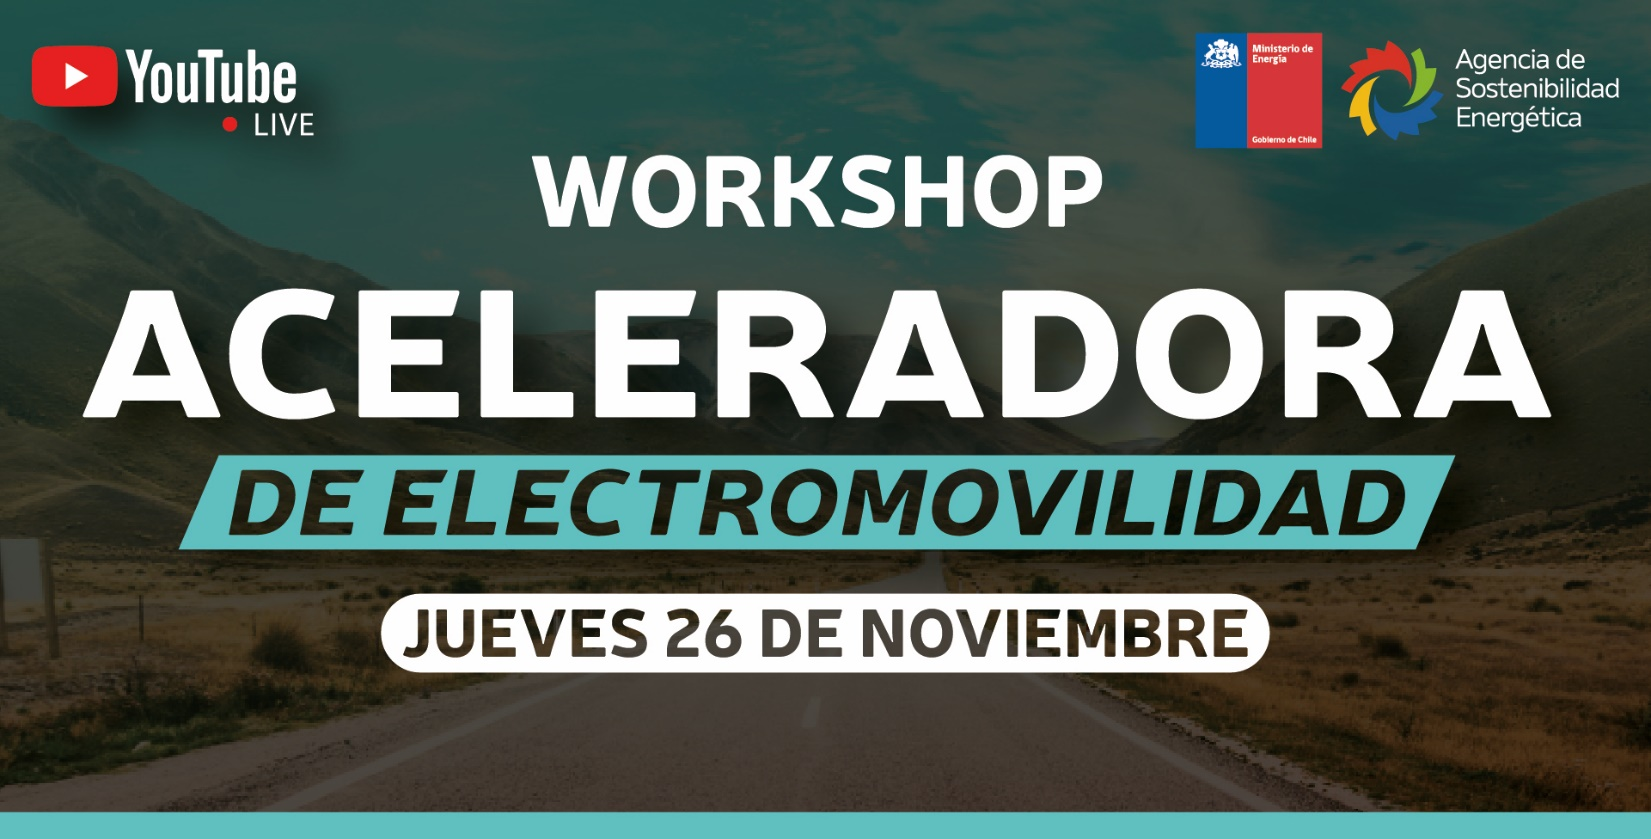 YouTube
LIVE
Ministerio de
Energía
Gobierno de Chile
Agencia de
Sostenibilidad
Energética
WORKSHOP
ACELERADORA
DE ELECTROMOVILIDAD
JUEVES 26 DE NOVIEMBRE